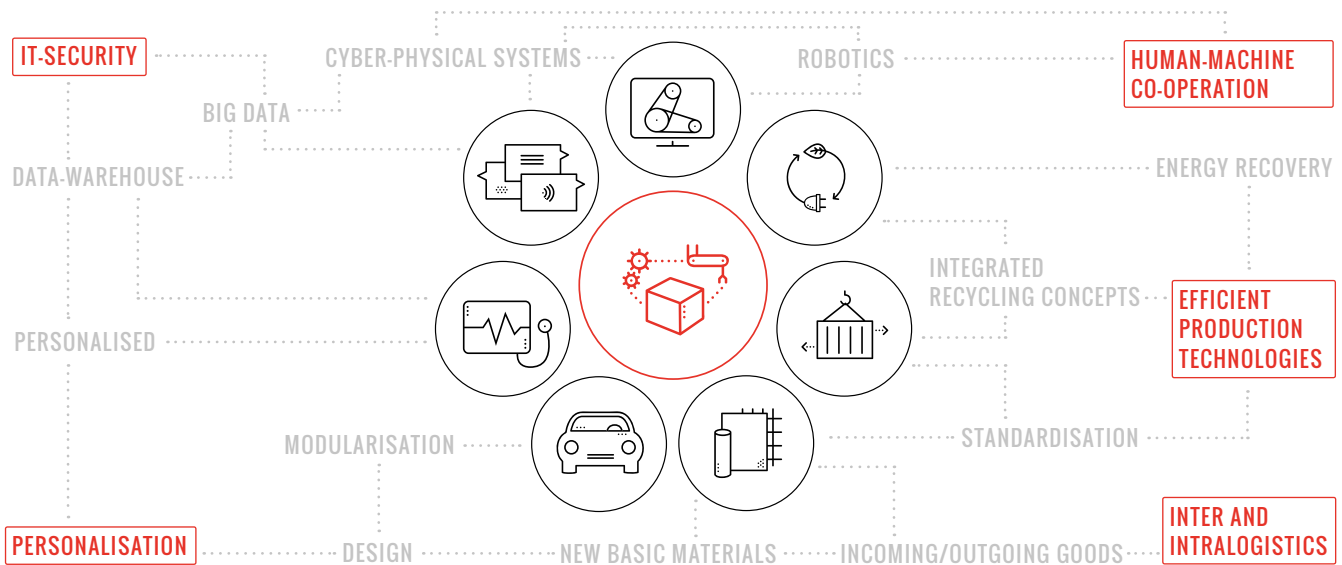 IT-SECURITY
CYBER-PHYSICAL SYSTEMS
ROBOTICS
HUMAN-MACHINE
CO-OPERATION
BIG DATA
DATA-WAREHOUSE
ENERGY RECOVERY
INTEGRATED
RECYCLING CONCEPTS
EFFICIENT
PRODUCTION
TECHNOLOGIES
PERSONALISED
MODULARISATION
STANDARDISATION
PERSONALISATION
DESIGN
NEW BASIC MATERIALS
INCOMING/OUTGOING GOODS
INTER AND
INTRALOGISTICS